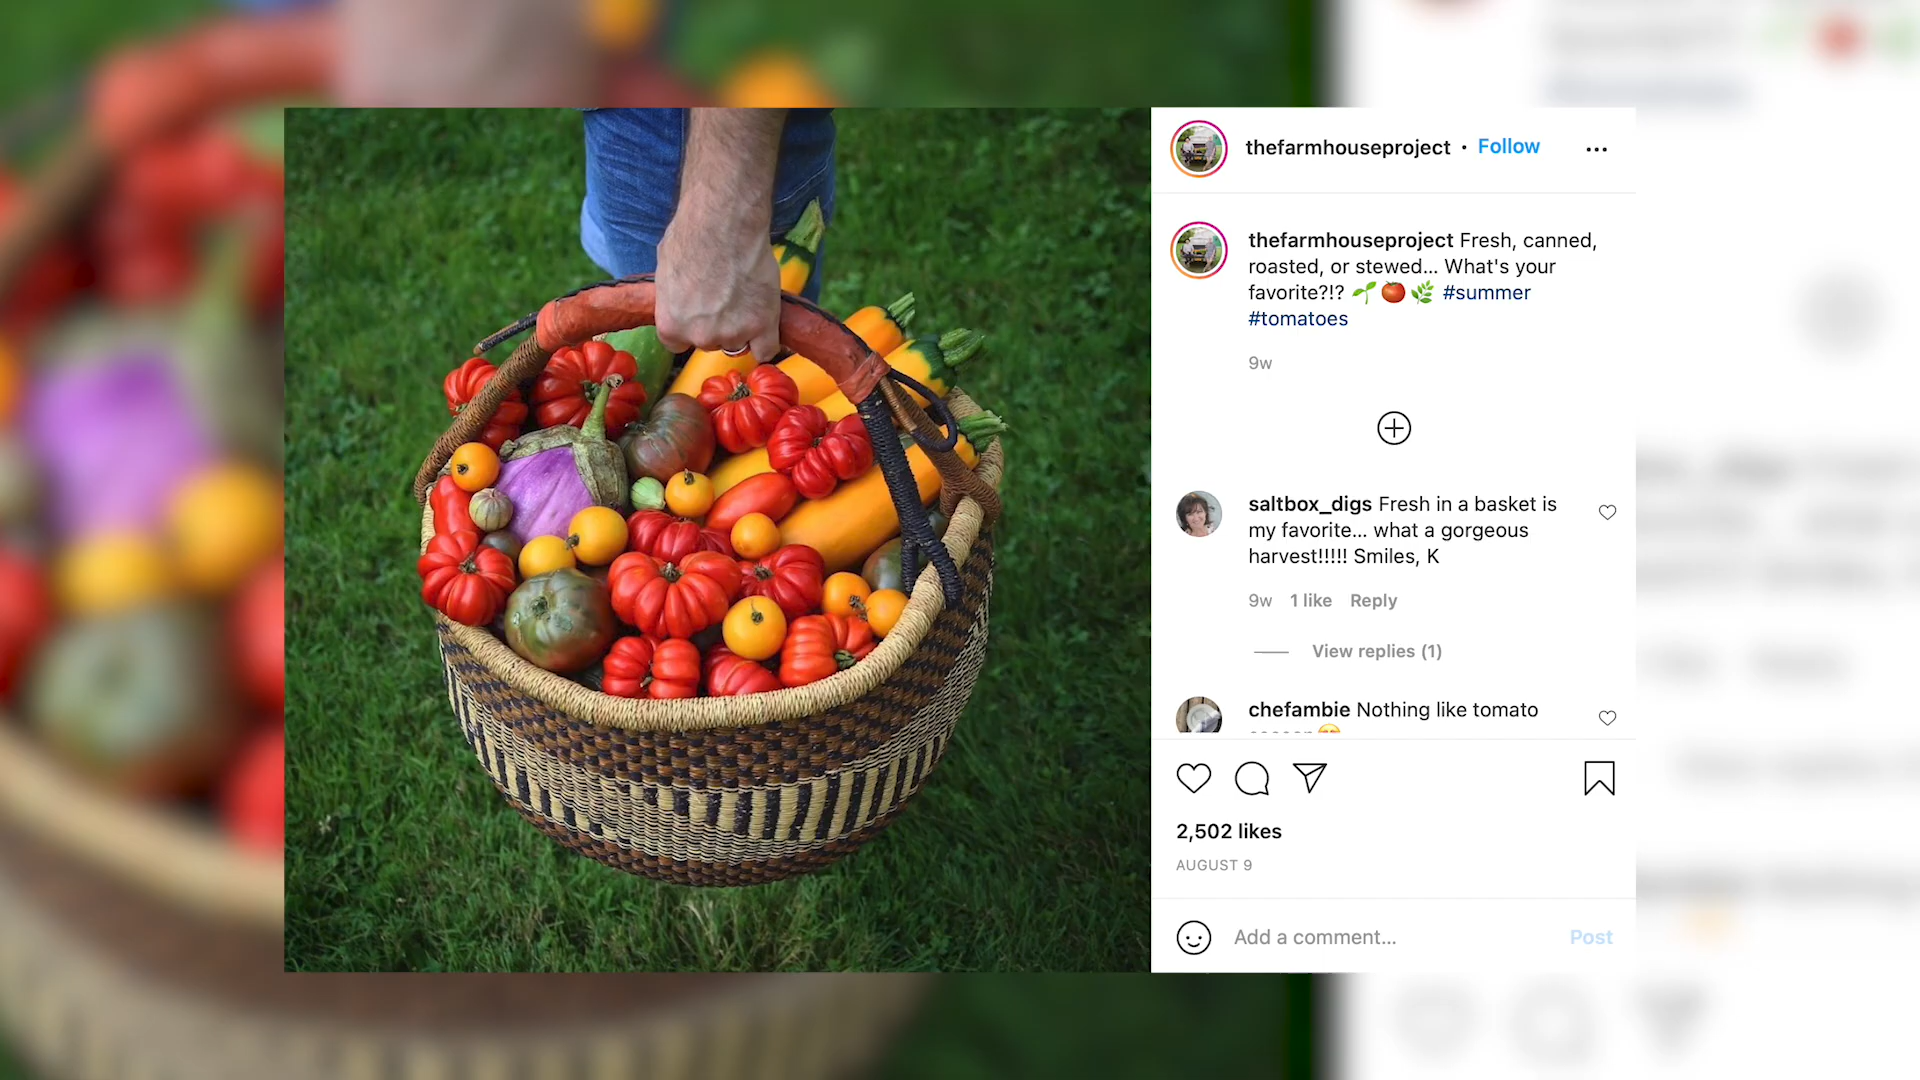 thefarmhouseproject • Follow
thefarmhouseproject Fresh, canned,
roasted, or stewed... What's your
favorite?!? 🌱🍅🌿 #summer
#tomatoes
9w
saltbox_digs Fresh in a basket is
my favorite... what a gorgeous
harvest!!!!! Smiles, K
9w 1 like Reply
View replies (1)
chefambie Nothing like tomato
2,502 likes
AUGUST 9
Add a comment... Post